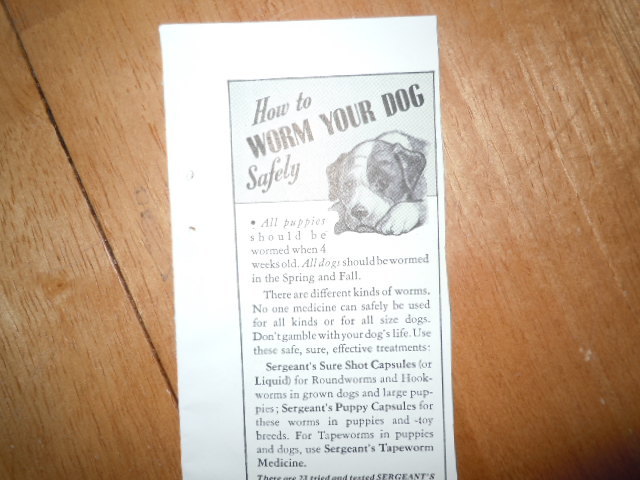 How to
WORM YOUR DOG
Safely
• All puppies
should be
wormed when 4
weeks old. All dogs should be wormed
in the Spring and Fall.
There are different kinds of worms.
No one medicine can safely be used
for all kinds or for all size dogs.
Don't gamble with your dog's life. Use
these safe, sure, effective treatments:
Sergeant's Sure Shot Capsules (or
Liquid) for Roundworms and Hook-
worms in grown dogs and large pup-
pies; Sergeant's Puppy Capsules for
these worms in puppies and toy
breeds. For Tapeworms in puppies
and dogs, use Sergeant's Tapeworm
Medicine.
There are 23 tried and tested SERGEANT'S